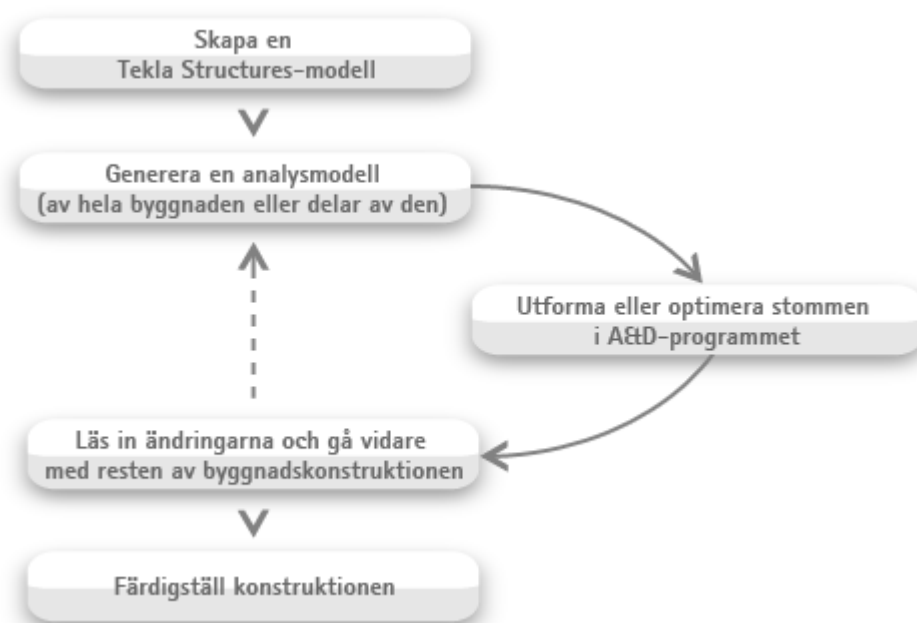 Skapa en
Tekla Structures-modell
Generera en analysmodell
(av hela byggnaden eller delar av den)
Utforma eller optimera stommen
i A&D-programmet
Läs in ändringarna och gå vidare
med resten av byggnadskonstruktionen
Färdigställ konstruktionen